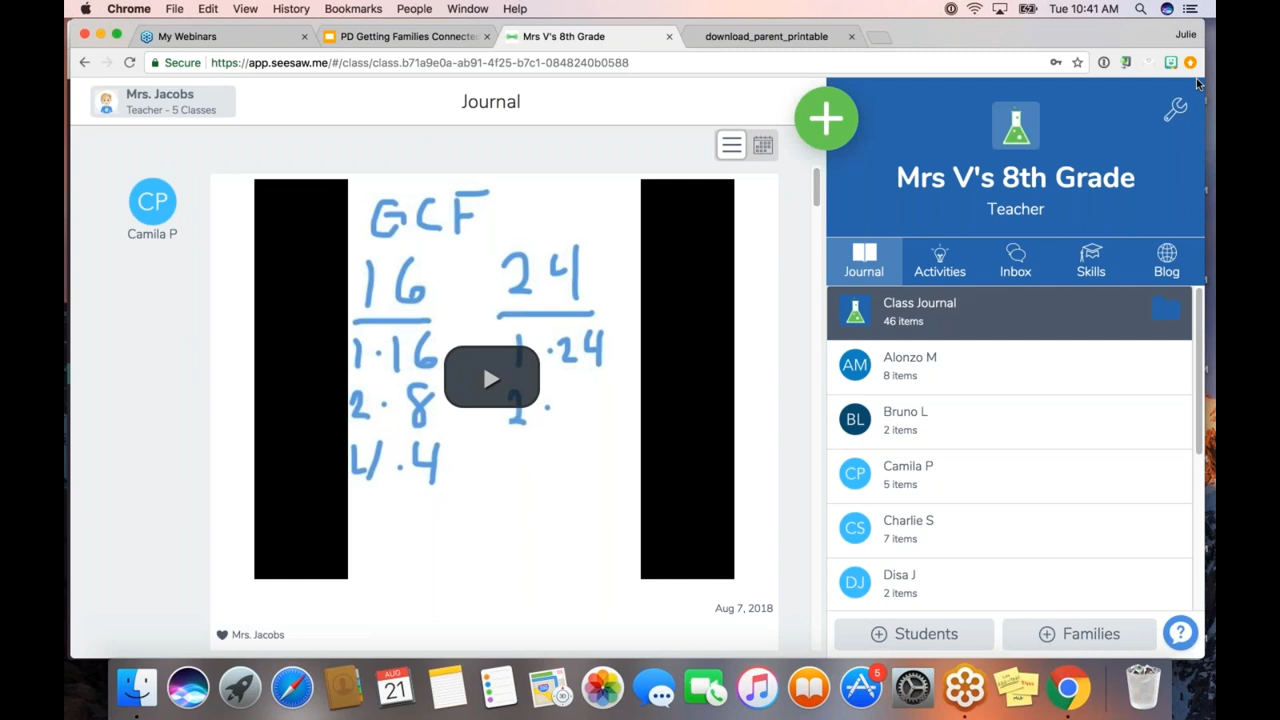 Chrome File Edit View History Bookmarks People Window Help Tue 10:41 AM
My Webinars PD Getting Families Connecte Mrs V's 8th Grade download_parent_printable Julie
Secure https://app.seesaw.me/#/class/class.b71a9e0a-ab91-4f25-b7c1-0848240b0588
Mrs. Jacobs
Teacher - 5 Classes
Journal
CP
Camila P
GCF
16 24
1·16 1·24
2·8 2·
4·4
Aug 7, 2018
Mrs. Jacobs
Mrs V's 8th Grade
Teacher
Journal Activities Inbox Skills Blog
Class Journal
46 items
AM
Alonzo M
8 items
BL
Bruno L
2 items
CP
Camila P
5 items
CS
Charlie S
7 items
DJ
Disa J
2 items
Students Families ?
AUG
21
5